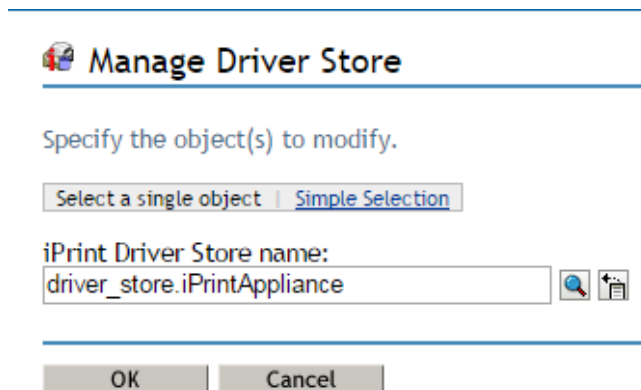 Manage Driver Store
Specify the object(s) to modify.
Select a single object | Simple Selection
iPrint Driver Store name:
driver_store.iPrintAppliance
OK Cancel